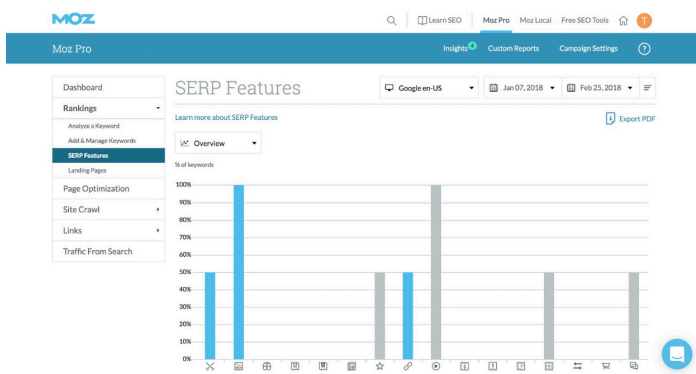 MOZ
Learn SEO
Moz Pro
Moz Local
Free SEO Tools
T
Moz Pro
Insights 4
Custom Reports
Campaign Settings
?
Dashboard
Rankings
Analyze a Keyword
Add & Manage Keywords
SERP Features
Landing Pages
Page Optimization
Site Crawl
Links
Traffic From Search
SERP Features
Google en-US
Jan 07, 2018
Feb 25, 2018
Learn more about SERP Features
Export PDF
Overview
% of keywords
100%
90%
80%
70%
60%
50%
40%
30%
20%
10%
0%